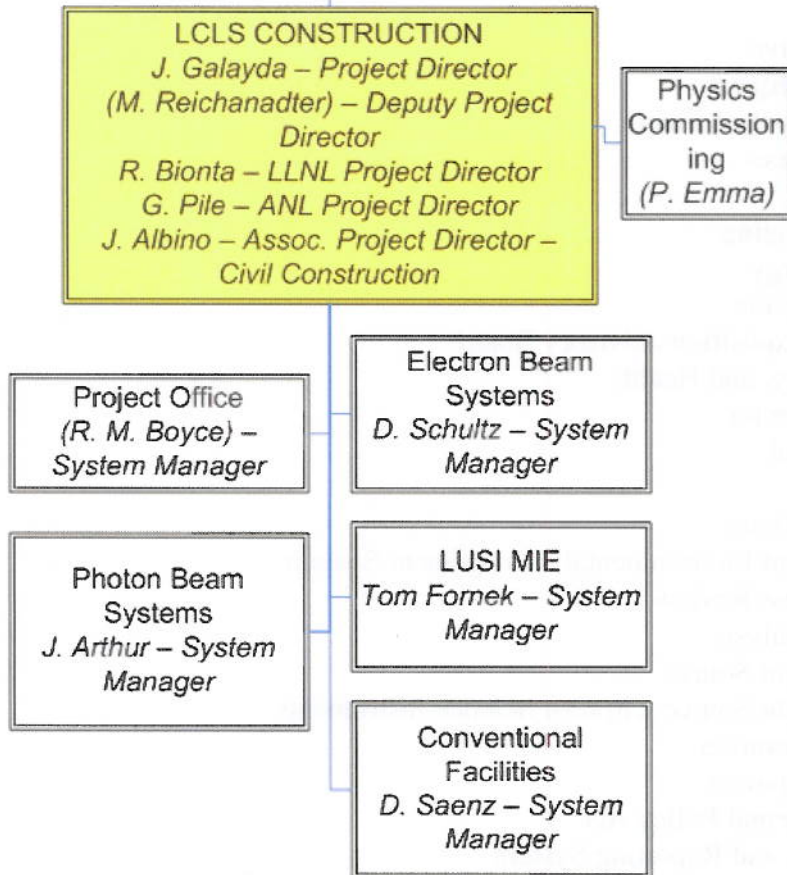 LCLS CONSTRUCTION
J. Galayda – Project Director
(M. Reichanadter) – Deputy Project
Director
R. Bionta – LLNL Project Director
G. Pile – ANL Project Director
J. Albino – Assoc. Project Director –
Civil Construction
Physics
Commission
ing
(P. Emma)
Project Office
(R. M. Boyce) –
System Manager
Electron Beam
Systems
D. Schultz – System
Manager
Photon Beam
Systems
J. Arthur – System
Manager
LUSI MIE
Tom Fornek – System
Manager
Conventional
Facilities
D. Saenz – System
Manager